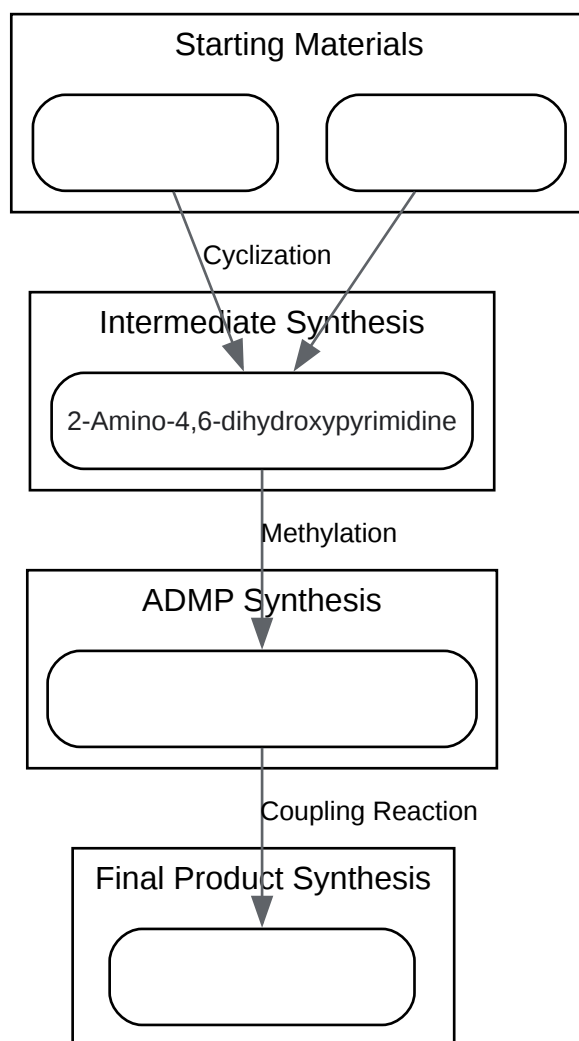 Starting Materials
Cyclization
Intermediate Synthesis
2-Amino-4,6-dihydroxypyrimidine
Methylation
ADMP Synthesis
Coupling Reaction
Final Product Synthesis